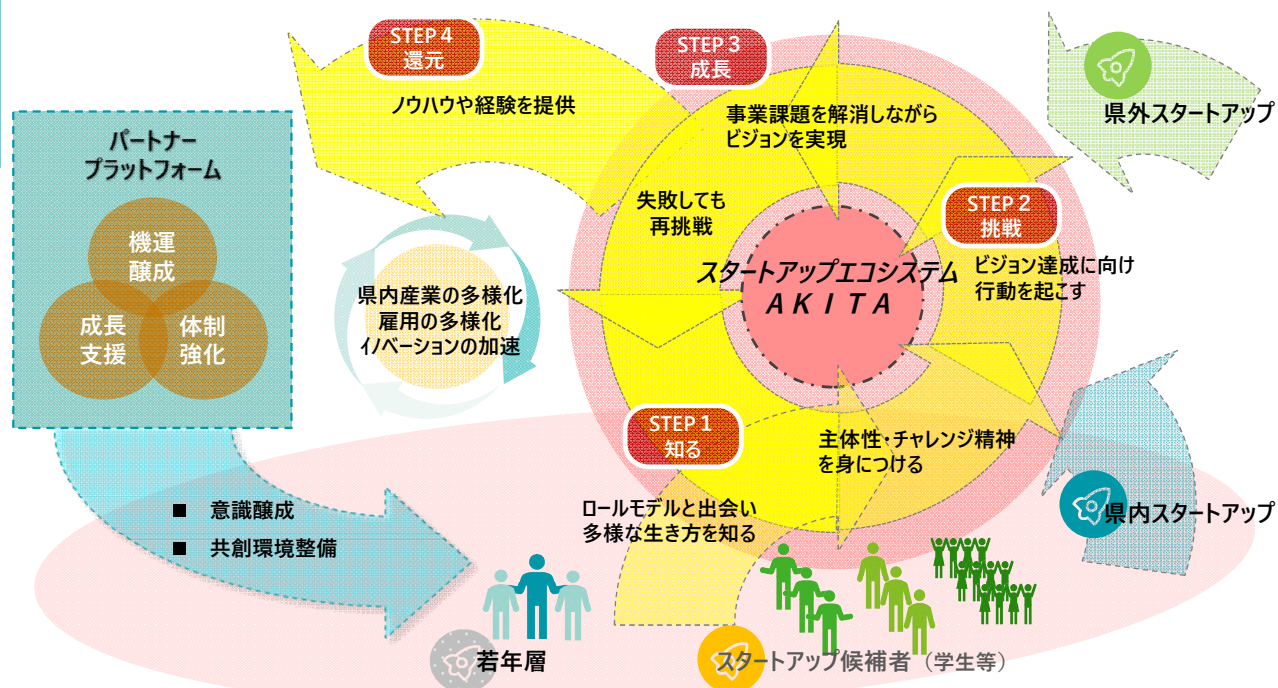 STEP 4
還元
ノウハウや経験を提供
STEP 3
成長
事業課題を解消しながら
ビジョンを実現
県外スタートアップ
パートナー
プラットフォーム
機運
醸成
成長
支援
体制
強化
失敗しても
再挑戦
STEP 2
挑戦
ビジョン達成に向け
行動を起こす
スタートアップエコシステム
AKITA
県内産業の多様化
雇用の多様化
イノベーションの加速
STEP 1
知る
主体性・チャレンジ精神
を身につける
ロールモデルと出会い
多様な生き方を知る
県内スタートアップ
■ 意識醸成
■ 共創環境整備
若年層
スタートアップ候補者（学生等）